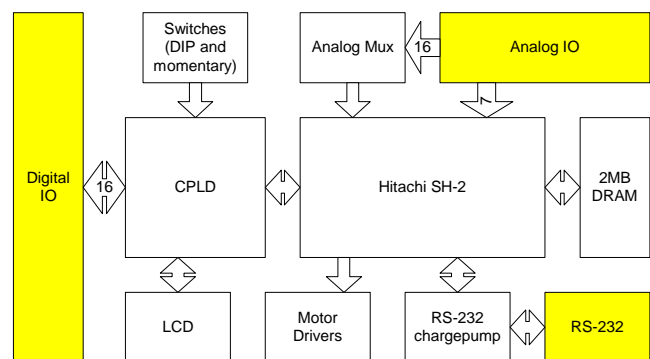 Switches
(DIP and
momentary)
Analog Mux
16
Analog IO
7
Digital
IO
16
CPLD
Hitachi SH-2
2MB
DRAM
LCD
Motor
Drivers
RS-232
chargepump
RS-232